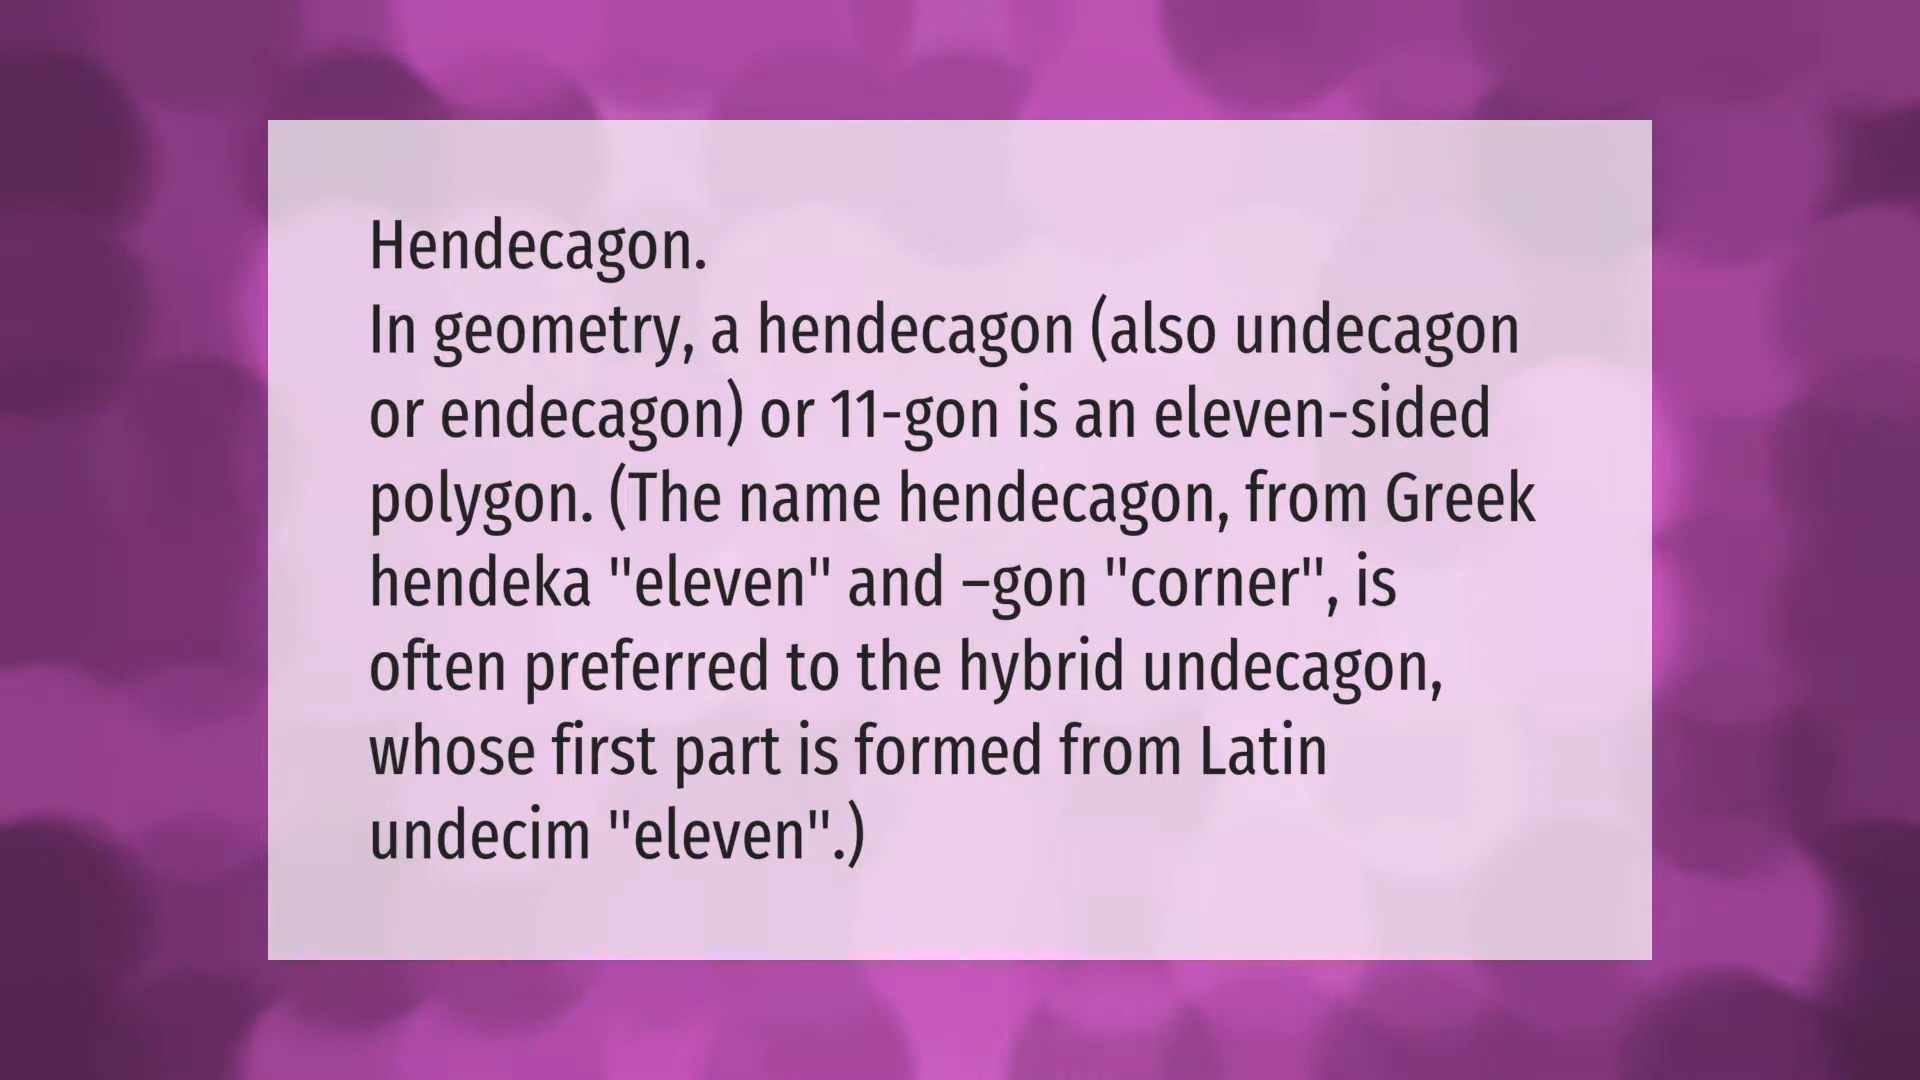 Hendecagon.
In geometry, a hendecagon (also undecagon
or endecagon) or 11-gon is an eleven-sided
polygon. (The name hendecagon, from Greek
hendeka "eleven" and –gon "corner", is
often preferred to the hybrid undecagon,
whose first part is formed from Latin
undecim "eleven".)